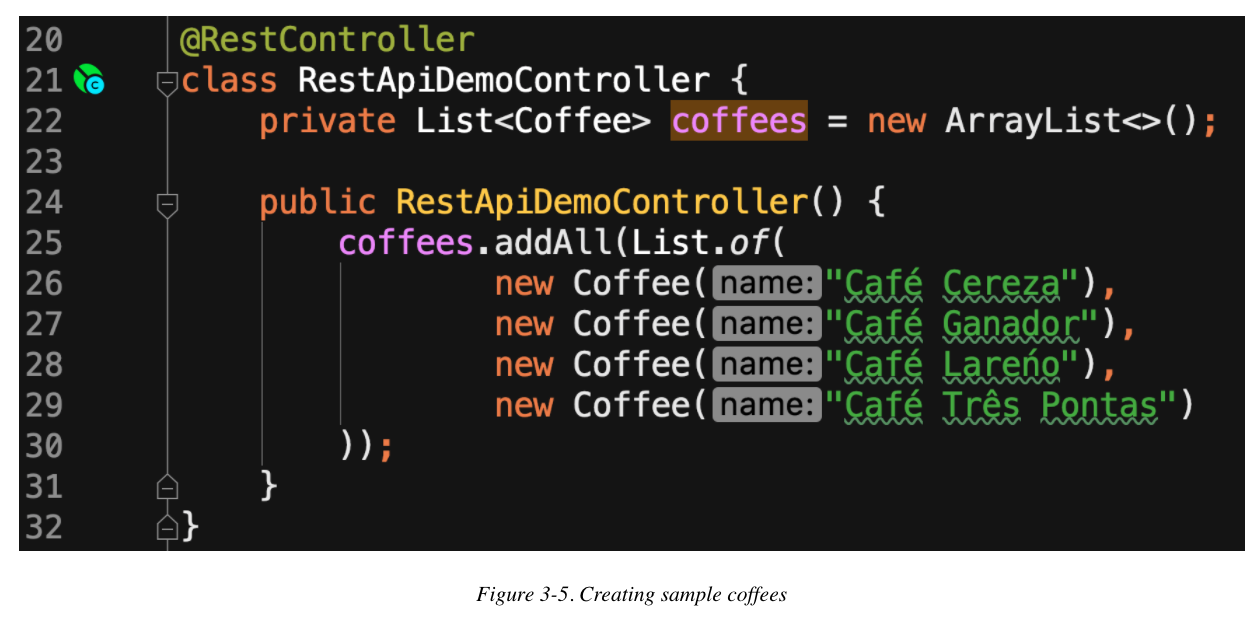 20 @RestController
21 class RestApiDemoController {
22 private List<Coffee> coffees = new ArrayList<>();
23
24 public RestApiDemoController() {
25 coffees.addAll(List.of(
26 new Coffee( name: "Café Cereza"),
27 new Coffee( name: "Café Ganador"),
28 new Coffee( name: "Café Lareńo"),
29 new Coffee( name: "Café Três Pontas")
30 ));
31 }
32 }
Figure 3-5. Creating sample coffees